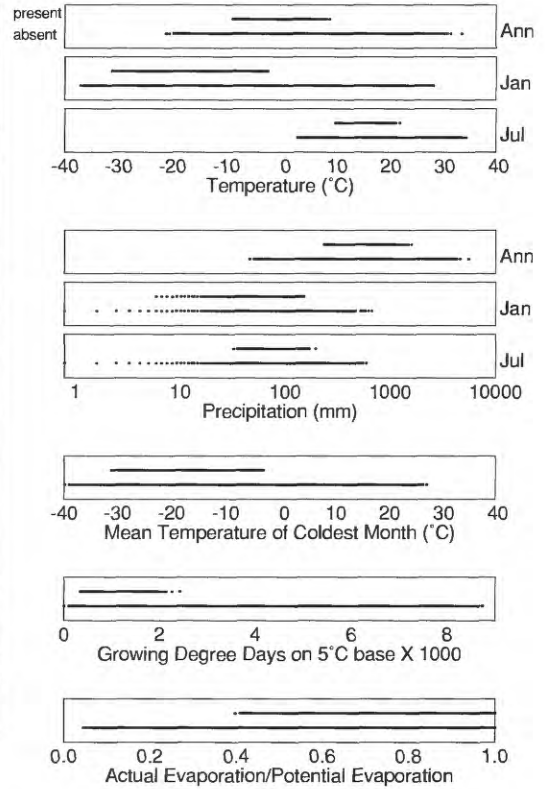 present
absent
Ann
Jan
Jul
-40 -30 -20 -10 0 10 20 30 40
Temperature (˚C)
Ann
Jan
Jul
1 10 100 1000 10000
Precipitation (mm)
-40 -30 -20 -10 0 10 20 30 40
Mean Temperature of Coldest Month (˚C)
0 2 4 6 8
Growing Degree Days on 5˚C base X 1000
0.0 0.2 0.4 0.6 0.8 1.0
Actual Evaporation/Potential Evaporation